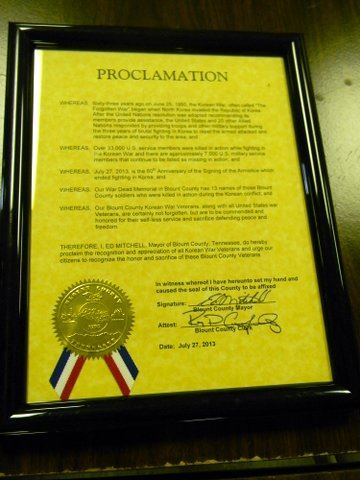 PROCLAMATION
WHEREAS, Sixty-three years ago on June 25, 1950, the Korean War, often called "The
Forgotten War", began when North Korea invaded the Republic of Korea.
After the United Nations resolution was adopted recommending its
members provide assistance, the United States and 20 other Allied
Nations responded by providing troops and other military support during
the three years of brutal fighting in Korea to repel the armed attacked and
restore peace and security to the area; and
WHEREAS, Over 33,000 U.S. service members were killed in action while fighting in
the Korean War and there are approximately 7,000 U.S. military service
members that continue to be listed as missing in action; and
WHEREAS, July 27, 2013, is the 60th Anniversary of the Signing of the Armistice which
ended fighting in Korea; and
WHEREAS, Our War Dead Memorial in Blount County has 13 names of those Blount
County soldiers who were killed in action during the Korean conflict; and
WHEREAS, Our Blount County Korean War Veterans, along with all United States war
Veterans, are certainly not forgotten, but are to be commended and
honored for their self-less service and sacrifice defending peace and
freedom.
THEREFORE, I, ED MITCHELL, Mayor of Blount County, Tennessee, do hereby
proclaim the recognition and appreciation of all Korean War Veterans and urge our
citizens to recognize the honor and sacrifice of these Blount County Veterans.
In witness whereof I have hereunto set my hand and
caused the seal of this County to be affixed
Signature:
Blount County Mayor
Attest:
Blount County Clerk
Date: July 27, 2013